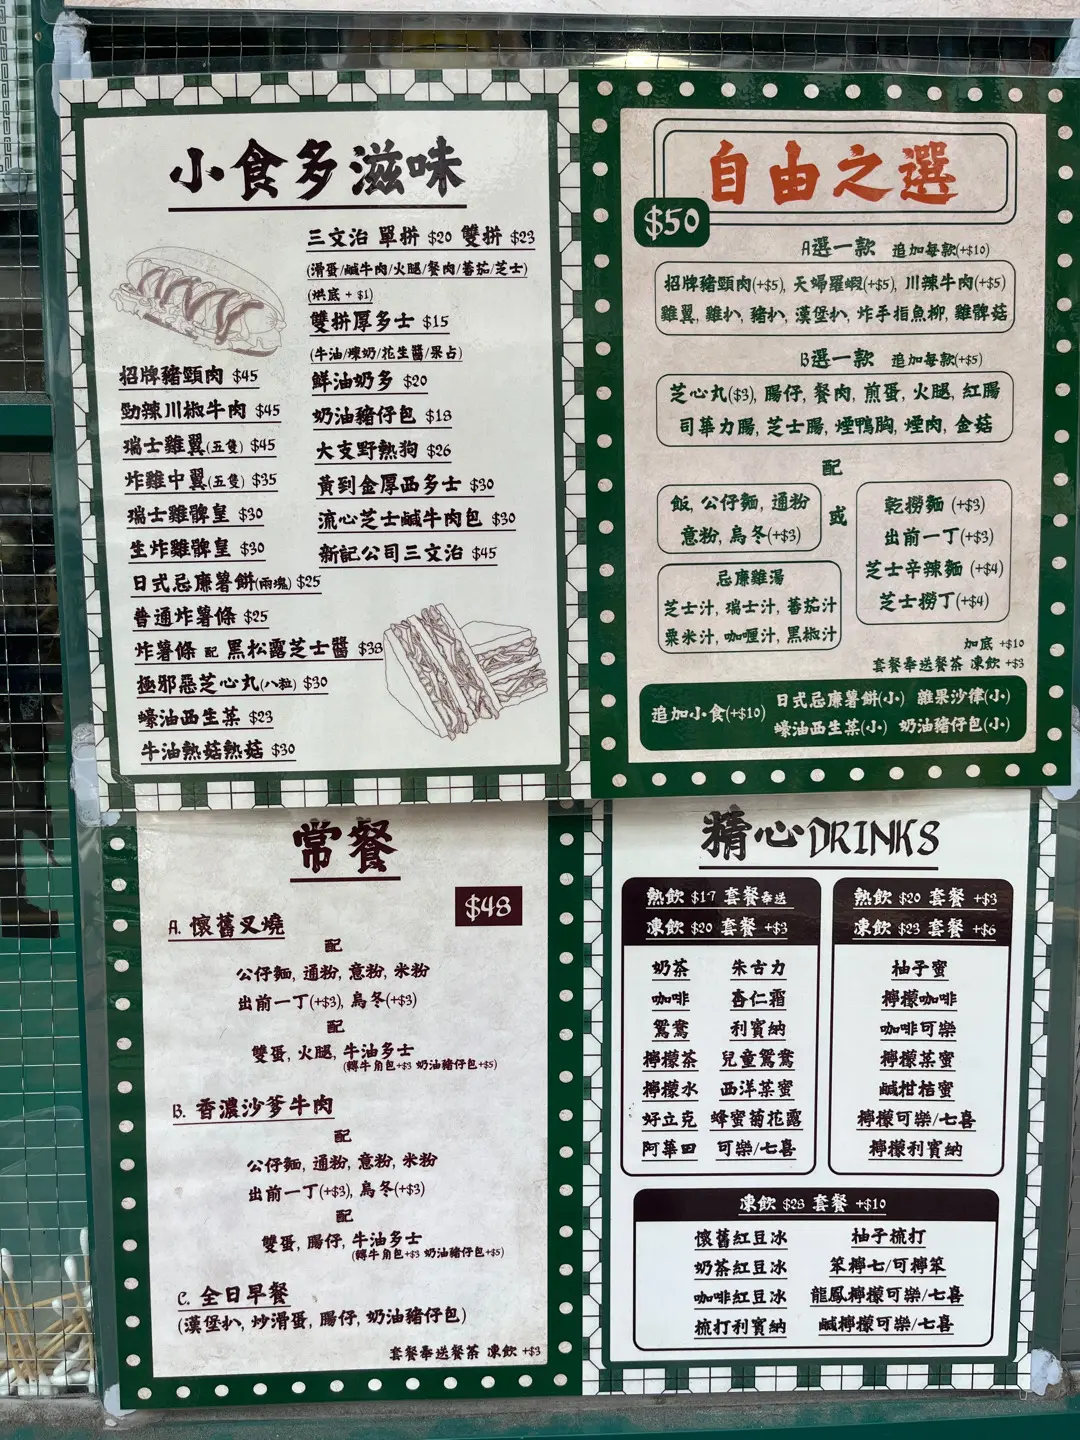 小食多滋味
三文治 單拼 $20 雙拼 $23
(滑蛋/鹹牛肉/火腿/餐肉/蕃茄/芝士)
(烘底 + $1)
雙拼厚多士 $15
(牛油/煉奶/花生醬/果占)
鮮油奶多 $20
奶油豬仔包 $18
大支野熱狗 $26
黃到金厚西多士 $30
流心芝士鹹牛肉包 $30
新記公司三文治 $45
招牌豬頸肉 $45
勁辣川椒牛肉 $45
瑞士雞翼(五隻) $45
炸雞中翼(五隻) $35
瑞士雞髀皇 $30
生炸雞髀皇 $30
日式忌廉薯餅(兩塊) $25
普通炸薯條 $25
炸薯條 配 黑松露芝士醬 $38
極邪惡芝心丸(八粒) $30
蠔油西生菜 $23
牛油熱菇熱菇 $30
自由之選
$50
A選一款 追加每款(+$10)
招牌豬頸肉(+$5), 天婦羅蝦(+$5), 川辣牛肉(+$5)
雞翼, 雞扒, 豬扒, 漢堡扒, 炸手指魚柳, 雞髀菇
B選一款 追加每款(+$5)
芝心丸($3), 腸仔, 餐肉, 煎蛋, 火腿, 紅腸
司華力腸, 芝士腸, 煙鴨胸, 煙肉, 金菇
配
飯, 公仔麵, 通粉
意粉, 烏冬(+$3)
或
乾撈麵 (+$3)
出前一丁(+$3)
芝士辛辣麵 (+$4)
芝士撈丁(+$4)
忌廉雞湯
芝士汁, 瑞士汁, 蕃茄汁
粟米汁, 咖喱汁, 黑椒汁
加底 +$10
套餐奉送餐茶 凍飲 +$3
追加小食(+$10)
日式忌廉薯餅(小) 雜果沙律(小)
蠔油西生菜(小) 奶油豬仔包(小)
常餐
$48
A. 懷舊叉燒
配
公仔麵, 通粉, 意粉, 米粉
出前一丁(+$3), 烏冬(+$3)
配
雙蛋, 火腿, 牛油多士
(轉牛角包+$3 奶油豬仔包+$5)
B. 香濃沙爹牛肉
配
公仔麵, 通粉, 意粉, 米粉
出前一丁(+$3), 烏冬(+$3)
配
雙蛋, 腸仔, 牛油多士
(轉牛角包+$3 奶油豬仔包+$5)
C. 全日早餐
(漢堡扒, 炒滑蛋, 腸仔, 奶油豬仔包)
套餐奉送餐茶 凍飲 +$3
精心DRINKS
熱飲 $17 套餐奉送
凍飲 $20 套餐 +$3
奶茶 朱古力
咖啡 杏仁霜
鴛鴦 利賓納
檸檬茶 兒童鴛鴦
檸檬水 西洋菜蜜
好立克 蜂蜜菊花露
阿華田 可樂/七喜
熱飲 $20 套餐 +$3
凍飲 $23 套餐 +$6
柚子蜜
檸檬咖啡
咖啡可樂
檸檬菜蜜
鹹柑桔蜜
檸檬可樂/七喜
檸檬利賓納
凍飲 $28 套餐 +$10
懷舊紅豆冰 柚子梳打
奶茶紅豆冰 笨檸七/可檸笨
咖啡紅豆冰 龍鳳檸檬可樂/七喜
梳打利賓納 鹹檸檬可樂/七喜